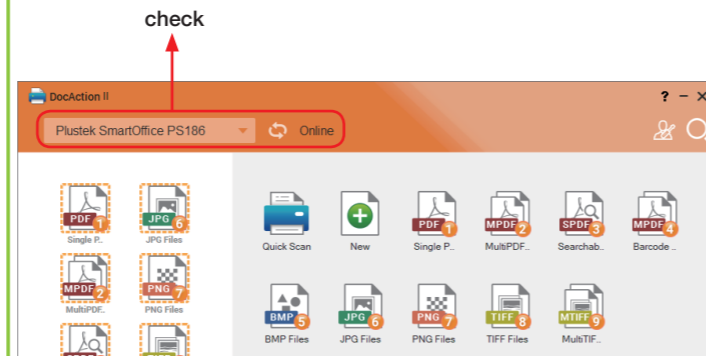 check
DocAction II
? – ×
Plustek SmartOffice PS186 Online
PDF 1 JPG 6
Single P.. JPG Files
MPDF 2 PNG 7
MultiPDF.. PNG Files
PDF 1 MPDF 2 SPDF 3 MPDF 4
Quick Scan New Single P.. MultiPDF.. Searchab.. Barcode ..
BMP 5 JPG 6 PNG 7 TIFF 8 MTIFF 9
BMP Files JPG Files PNG Files TIFF Files MultiTIF..